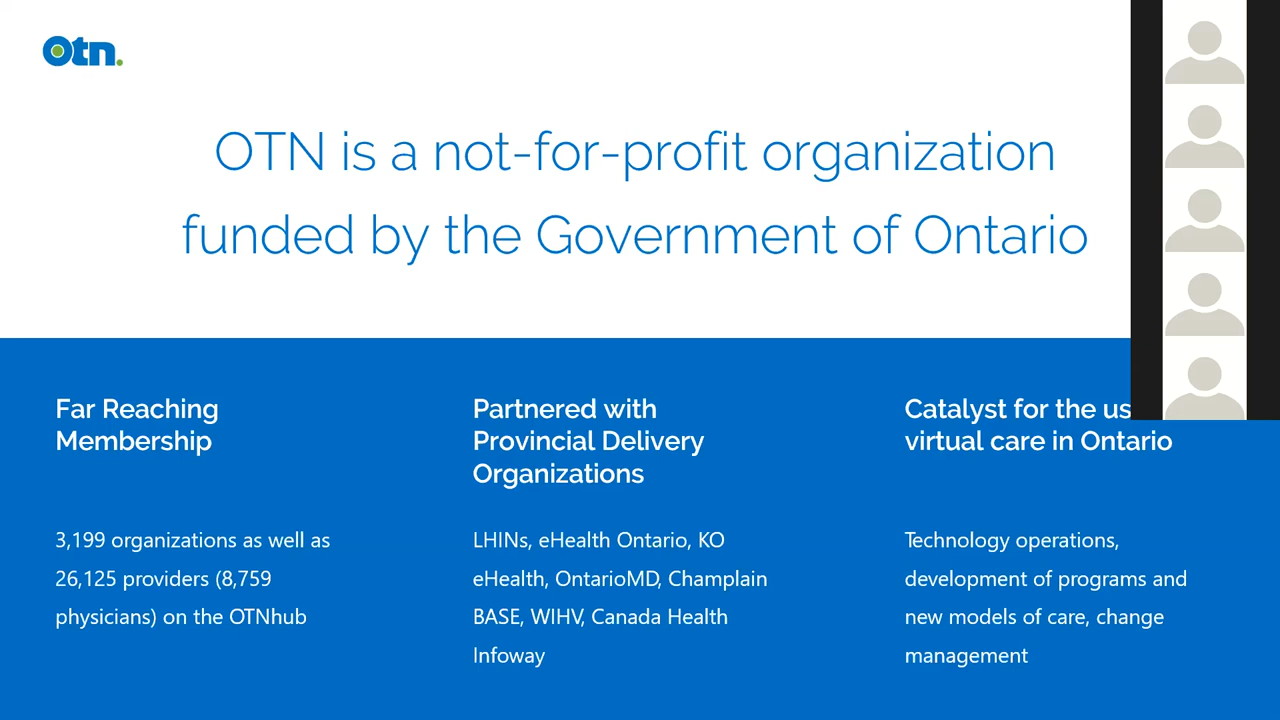 Otn.
OTN is a not-for-profit organization
funded by the Government of Ontario
Far Reaching
Membership
3,199 organizations as well as
26,125 providers (8,759
physicians) on the OTNhub
Partnered with
Provincial Delivery
Organizations
LHINs, eHealth Ontario, KO
eHealth, OntarioMD, Champlain
BASE, WIHV, Canada Health
Infoway
Catalyst for the
virtual care in Ontario
Technology operations,
development of programs and
new models of care, change
management